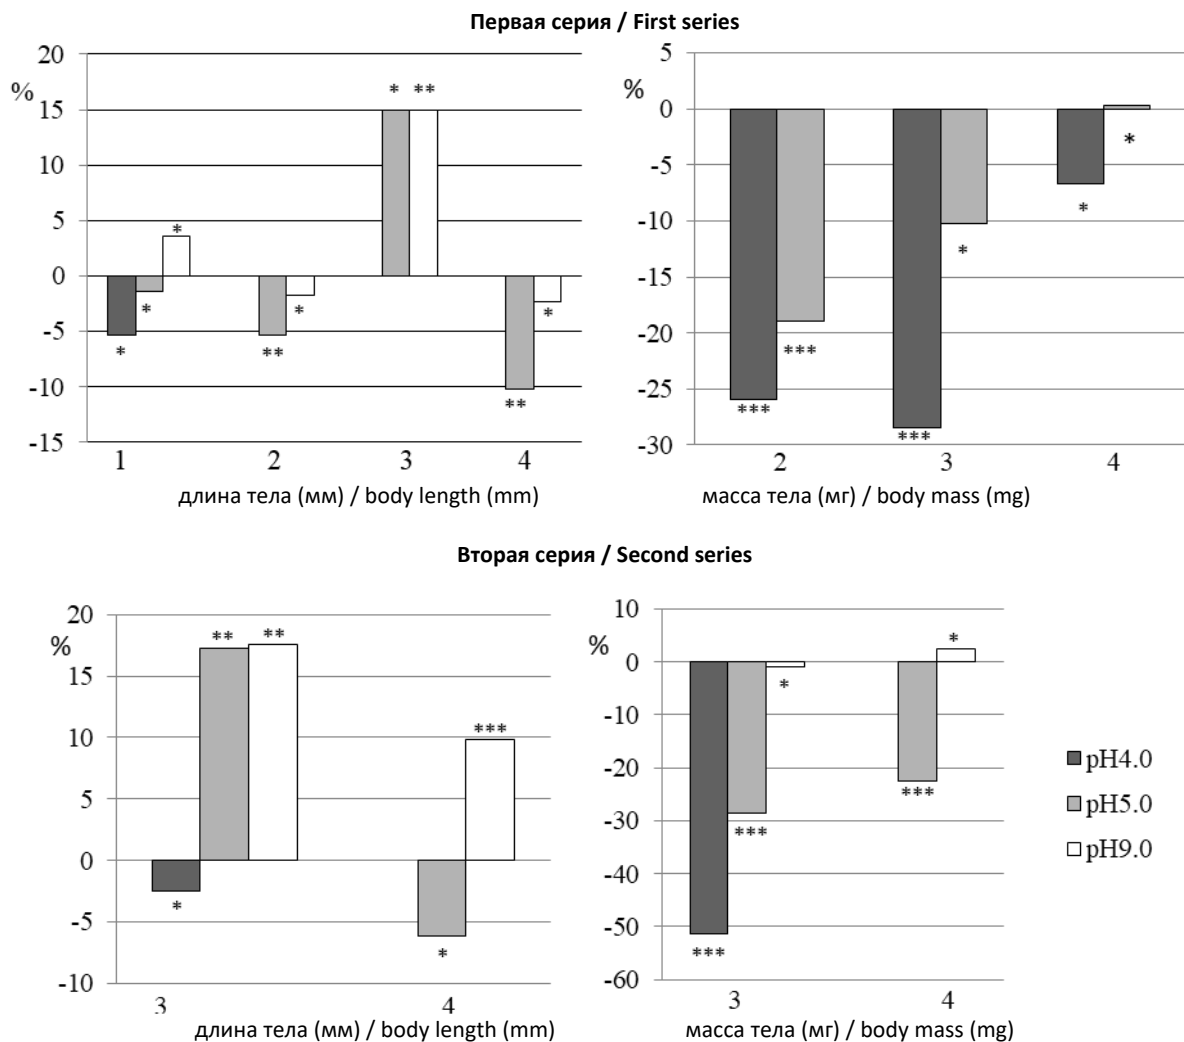 Первая серия / First series
20
15
10
5
0
-5
-10
-15
%
* * * * ** * * ** ** *
1 2 3 4
длина тела (мм) / body length (mm)
5
0
-5
-10
-15
-20
-25
-30
%
*** *** *** * * *
2 3 4
масса тела (мг) / body mass (mg)
Вторая серия / Second series
20
15
10
5
0
-5
-10
%
* ** ** * ***
3 4
длина тела (мм) / body length (mm)
10
0
-10
-20
-30
-40
-50
-60
%
*** *** * *** *
3 4
масса тела (мг) / body mass (mg)
pH4.0
pH5.0
pH9.0